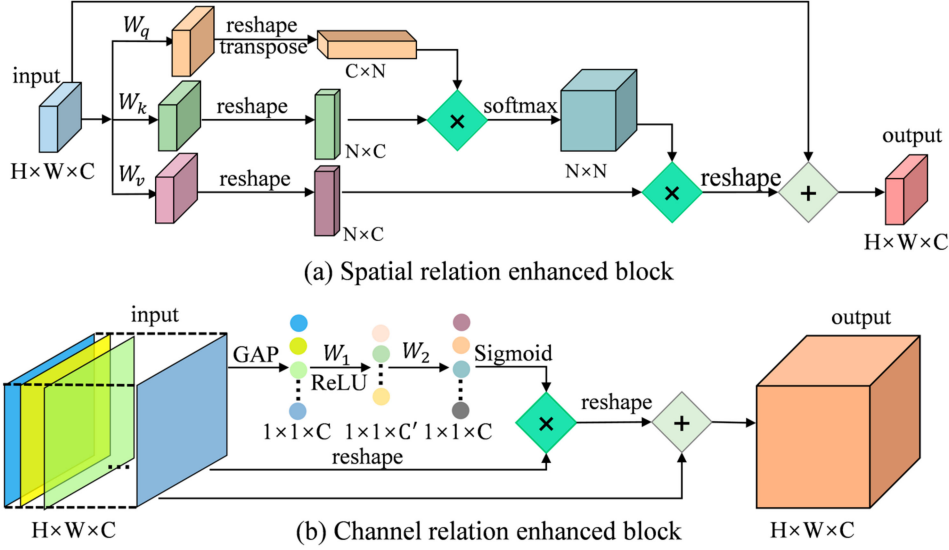 input
H×W×C
W_q
reshape
transpose
C×N
W_k
reshape
N×C
W_v
reshape
N×C
×
softmax
N×N
×
reshape
+
output
H×W×C
(a) Spatial relation enhanced block
input
H×W×C
...
GAP
1×1×C
W_1
ReLU
1×1×C′
W_2
1×1×C
Sigmoid
reshape
×
reshape
+
output
H×W×C
(b) Channel relation enhanced block